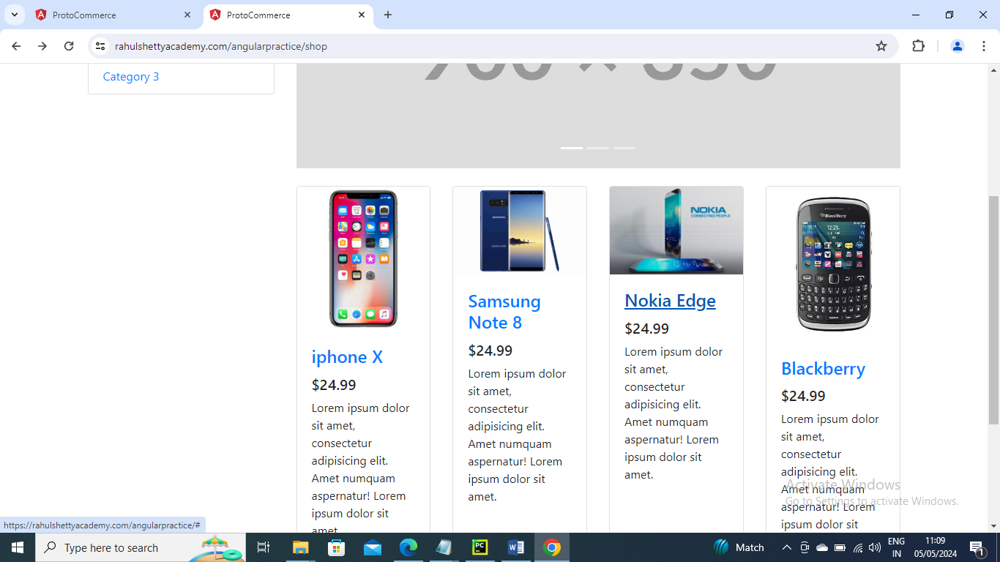 ProtoCommerce
ProtoCommerce
rahulshettyacademy.com/angularpractice/shop
Category 3
900 × 350
NOKIA
CONNECTING PEOPLE
BlackBerry
12:21
SAMSUNG
iphone X
$24.99
Lorem ipsum dolor
sit amet,
consectetur
adipisicing elit.
Amet numquam
aspernatur! Lorem
ipsum dolor sit
amet.
Samsung
Note 8
$24.99
Lorem ipsum dolor
sit amet,
consectetur
adipisicing elit.
Amet numquam
aspernatur! Lorem
ipsum dolor sit
amet.
Nokia Edge
$24.99
Lorem ipsum dolor
sit amet,
consectetur
adipisicing elit.
Amet numquam
aspernatur! Lorem
ipsum dolor sit
amet.
Blackberry
$24.99
Lorem ipsum dolor
sit amet,
consectetur
adipisicing elit.
Amet numquam
aspernatur! Lorem
ipsum dolor sit
Activate Windows
Go to Settings to activate Windows.
https://rahulshettyacademy.com/angularpractice/#
Type here to search
Match
ENG
IN
11:09
05/05/2024
1